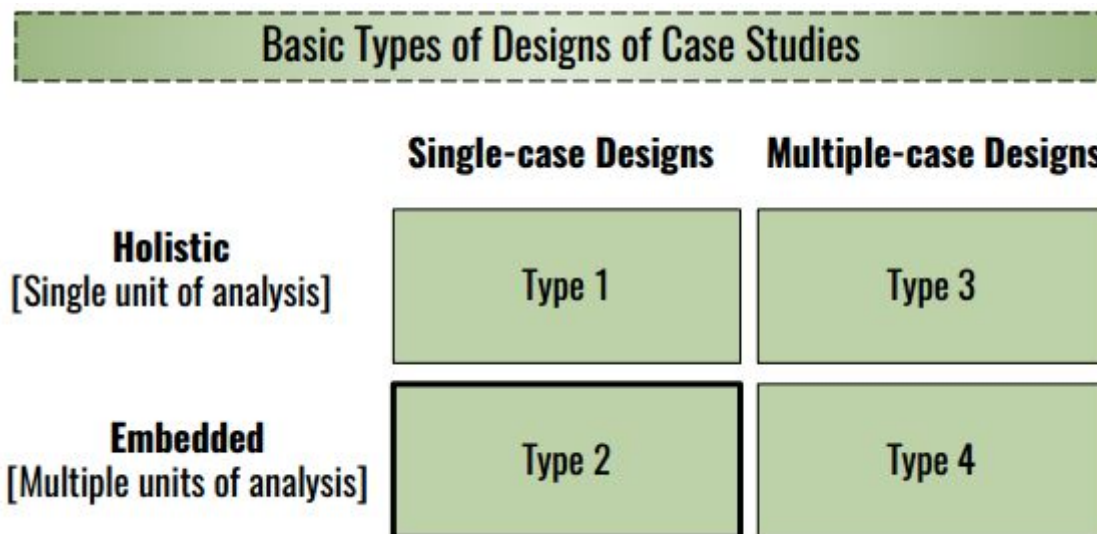 Basic Types of Designs of Case Studies
Single-case Designs Multiple-case Designs
Holistic
[Single unit of analysis]
Type 1 Type 3
Embedded
[Multiple units of analysis]
Type 2 Type 4